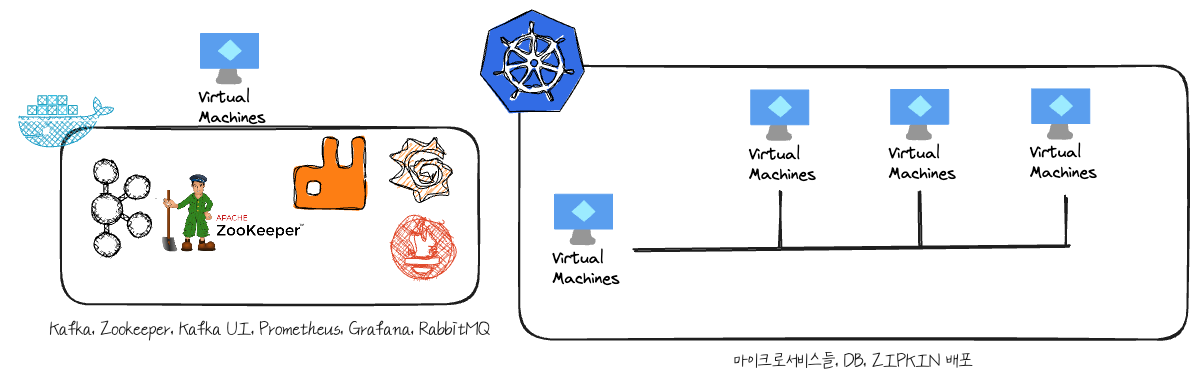 Virtual
Machines
APACHE
ZooKeeper™
Kafka, Zookeeper, Kafka UI, Prometheus, Grafana, RabbitMQ
Virtual
Machines
Virtual
Machines
Virtual
Machines
Virtual
Machines
마이크로서비스들, DB, ZIPKIN 배포